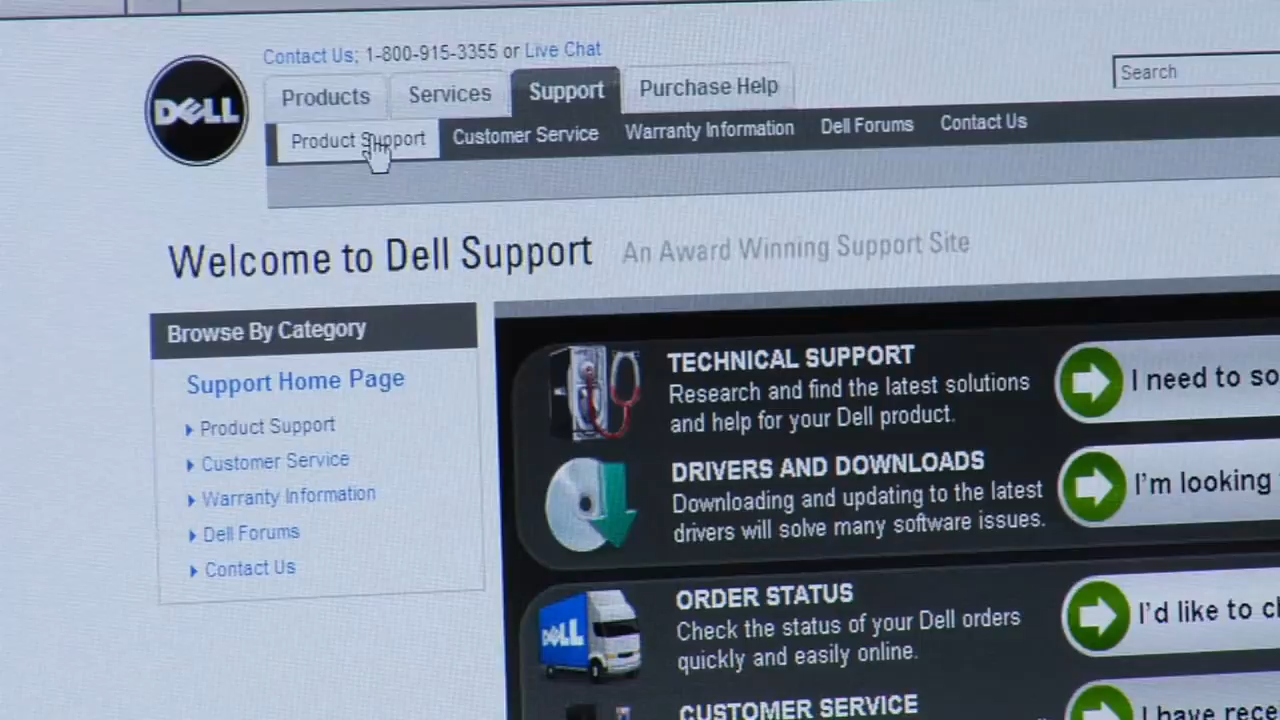 Contact Us: 1-800-915-3355 or Live Chat
DELL
Products Services Support Purchase Help
Search
Product Support Customer Service Warranty Information Dell Forums Contact Us
Welcome to Dell Support An Award Winning Support Site
Browse By Category
Support Home Page
Product Support
Customer Service
Warranty Information
Dell Forums
Contact Us
TECHNICAL SUPPORT
Research and find the latest solutions
and help for your Dell product.
I need to so
DRIVERS AND DOWNLOADS
Downloading and updating to the latest
drivers will solve many software issues.
I'm looking
ORDER STATUS
Check the status of your Dell orders
quickly and easily online.
I'd like to c
DELL
CUSTOMER SERVICE
I have rece